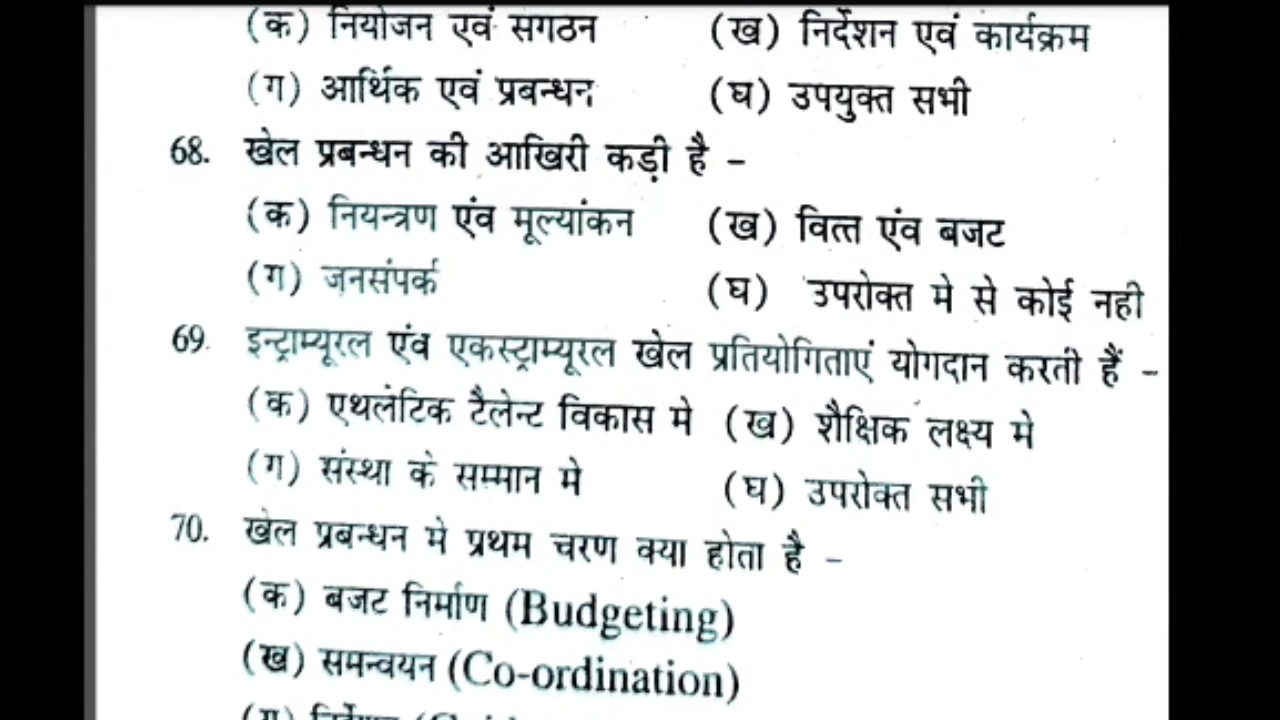 (क) नियोजन एवं सगठन (ख) निर्देशन एवं कार्यक्रम
(ग) आर्थिक एवं प्रबन्धन (घ) उपयुक्त सभी
68. खेल प्रबन्धन की आखिरी कड़ी है –
(क) नियन्त्रण एंव मूल्यांकन (ख) वित्त एंव बजट
(ग) जनसंपर्क (घ) उपरोक्त मे से कोई नही
69. इन्ट्राम्यूरल एंव एकस्ट्राम्यूरल खेल प्रतियोगिताएं योगदान करती हैं –
(क) एथलेटिक टैलेन्ट विकास मे (ख) शैक्षिक लक्ष्य मे
(ग) संस्था के सम्मान मे (घ) उपरोक्त सभी
70. खेल प्रबन्धन मे प्रथम चरण क्या होता है –
(क) बजट निर्माण (Budgeting)
(ख) समन्वयन (Co-ordination)
(ग) निर्देशन